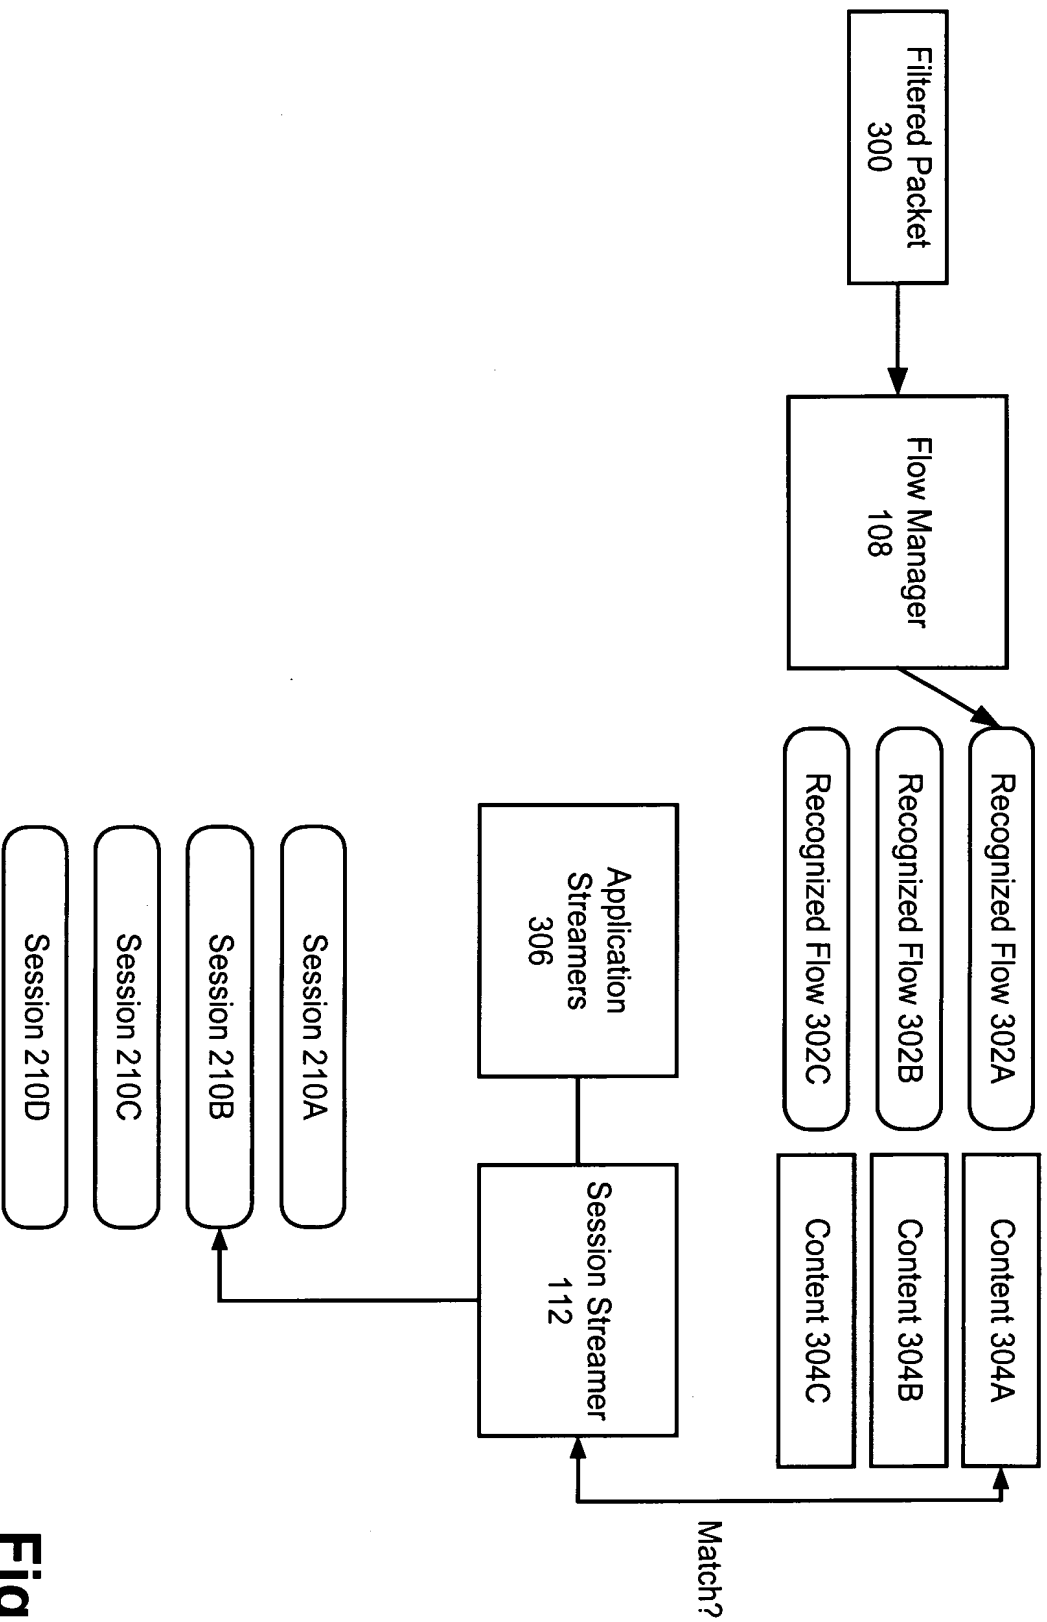 Filtered Packet
300
Flow Manager
108
Recognized Flow 302A
Recognized Flow 302B
Recognized Flow 302C
Content 304A
Content 304B
Content 304C
Match?
Application
Streamers
306
Session Streamer
112
Session 210A
Session 210B
Session 210C
Session 210D
Fig